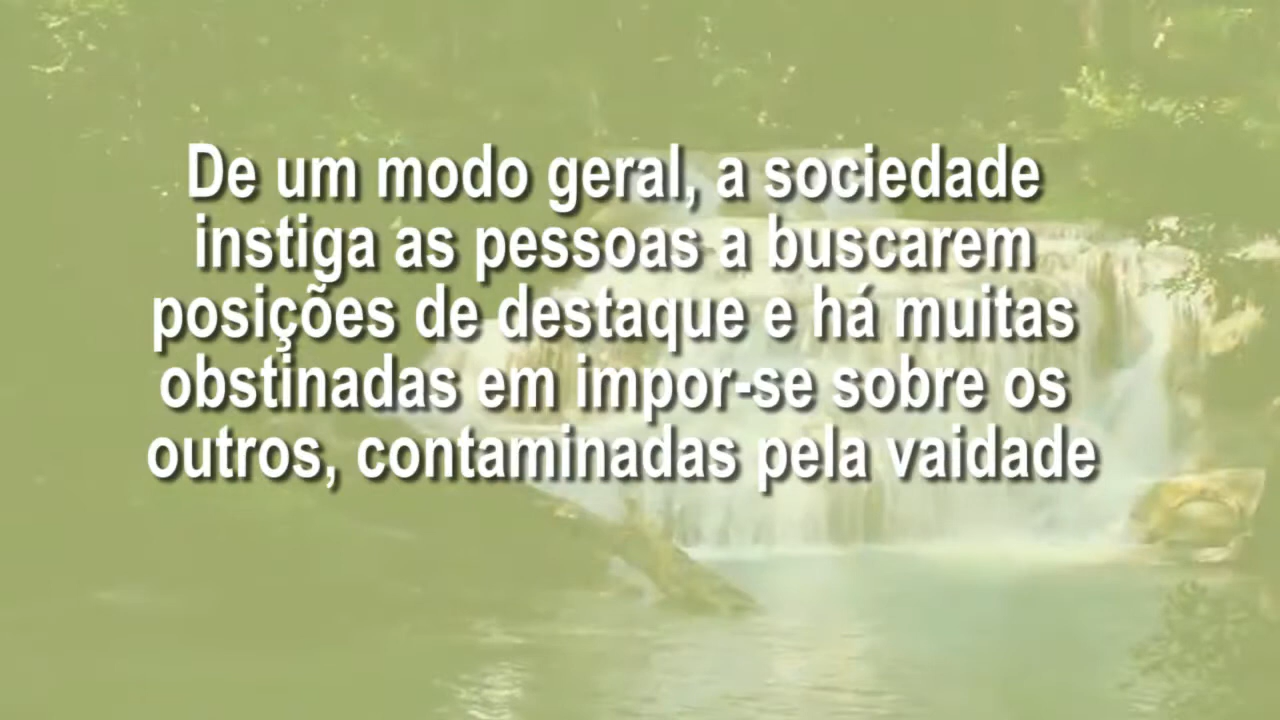 De um modo geral, a sociedade
instiga as pessoas a buscarem
posições de destaque e há muitas
obstinadas em impor-se sobre os
outros, contaminadas pela vaidade